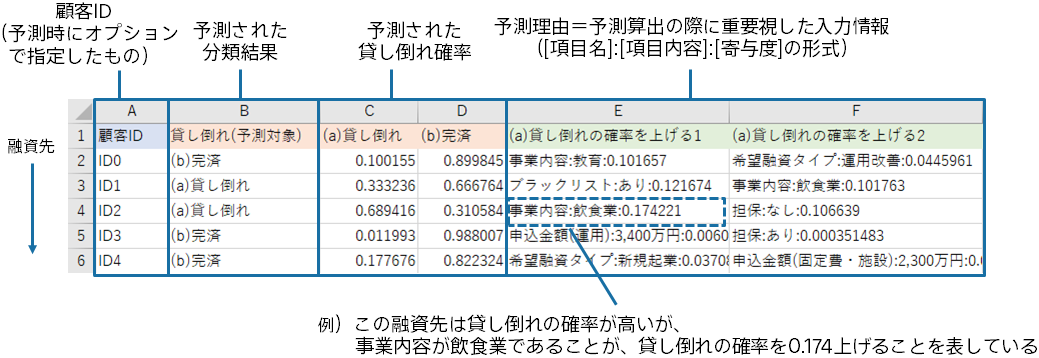 顧客ID
(予測時にオプション
で指定したもの)
予測された
分類結果
予測された
貸し倒れ確率
予測理由＝予測算出の際に重要視した入力情報
([項目名]:[項目内容]:[寄与度]の形式)
融資先
A B C D E F
1 顧客ID 貸し倒れ(予測対象) (a)貸し倒れ (b)完済 (a)貸し倒れの確率を上げる1 (a)貸し倒れの確率を上げる2
2 ID0 (b)完済 0.100155 0.899845 事業内容:教育:0.101657 希望融資タイプ:運用改善:0.0445961
3 ID1 (a)貸し倒れ 0.333236 0.666764 ブラックリスト:あり:0.121674 事業内容:飲食業:0.101763
4 ID2 (a)貸し倒れ 0.689416 0.310584 事業内容:飲食業:0.174221 担保:なし:0.106639
5 ID3 (b)完済 0.011993 0.988007 申込金額(運用):3,400万円:0.0060 担保:あり:0.000351483
6 ID4 (b)完済 0.177676 0.822324 希望融資タイプ:新規起業:0.03708 申込金額(固定費・施設):2,300万円:0.0
例）この融資先は貸し倒れの確率が高いが、
事業内容が飲食業であることが、貸し倒れの確率を0.174上げることを表している